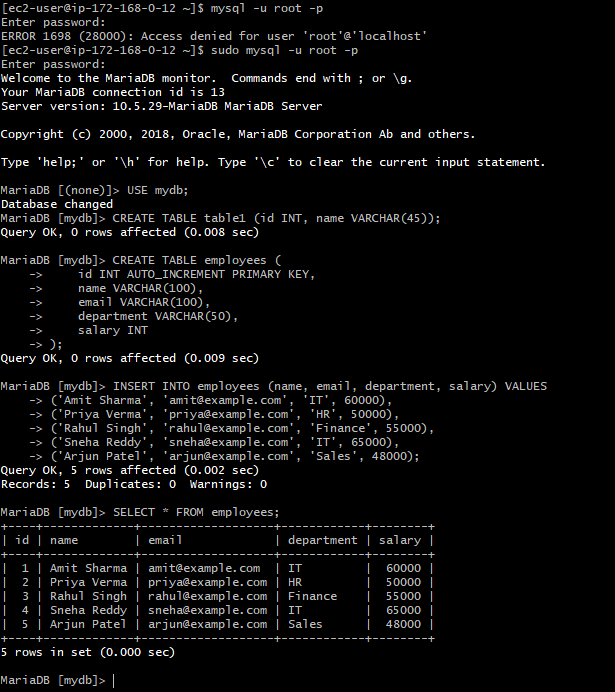 [ec2-user@ip-172-168-0-12 ~]$ mysql -u root -p
Enter password:
ERROR 1698 (28000): Access denied for user 'root'@'localhost'
[ec2-user@ip-172-168-0-12 ~]$ sudo mysql -u root -p
Enter password:
Welcome to the MariaDB monitor.  Commands end with ; or \g.
Your MariaDB connection id is 13
Server version: 10.5.29-MariaDB MariaDB Server

Copyright (c) 2000, 2018, Oracle, MariaDB Corporation Ab and others.

Type 'help;' or '\h' for help. Type '\c' to clear the current input statement.

MariaDB [(none)]> USE mydb;
Database changed
MariaDB [mydb]> CREATE TABLE table1 (id INT, name VARCHAR(45));
Query OK, 0 rows affected (0.008 sec)

MariaDB [mydb]> CREATE TABLE employees (
    ->     id INT AUTO_INCREMENT PRIMARY KEY,
    ->     name VARCHAR(100),
    ->     email VARCHAR(100),
    ->     department VARCHAR(50),
    ->     salary INT
    -> );
Query OK, 0 rows affected (0.009 sec)

MariaDB [mydb]> INSERT INTO employees (name, email, department, salary) VALUES
    -> ('Amit Sharma', 'amit@example.com', 'IT', 60000),
    -> ('Priya Verma', 'priya@example.com', 'HR', 50000),
    -> ('Rahul Singh', 'rahul@example.com', 'Finance', 55000),
    -> ('Sneha Reddy', 'sneha@example.com', 'IT', 65000),
    -> ('Arjun Patel', 'arjun@example.com', 'Sales', 48000);
Query OK, 5 rows affected (0.002 sec)
Records: 5  Duplicates: 0  Warnings: 0

MariaDB [mydb]> SELECT * FROM employees;
+----+-------------+-------------------+------------+--------+
| id | name        | email             | department | salary |
+----+-------------+-------------------+------------+--------+
|  1 | Amit Sharma | amit@example.com  | IT         |  60000 |
|  2 | Priya Verma | priya@example.com | HR         |  50000 |
|  3 | Rahul Singh | rahul@example.com | Finance    |  55000 |
|  4 | Sneha Reddy | sneha@example.com | IT         |  65000 |
|  5 | Arjun Patel | arjun@example.com | Sales      |  48000 |
+----+-------------+-------------------+------------+--------+
5 rows in set (0.000 sec)

MariaDB [mydb]>